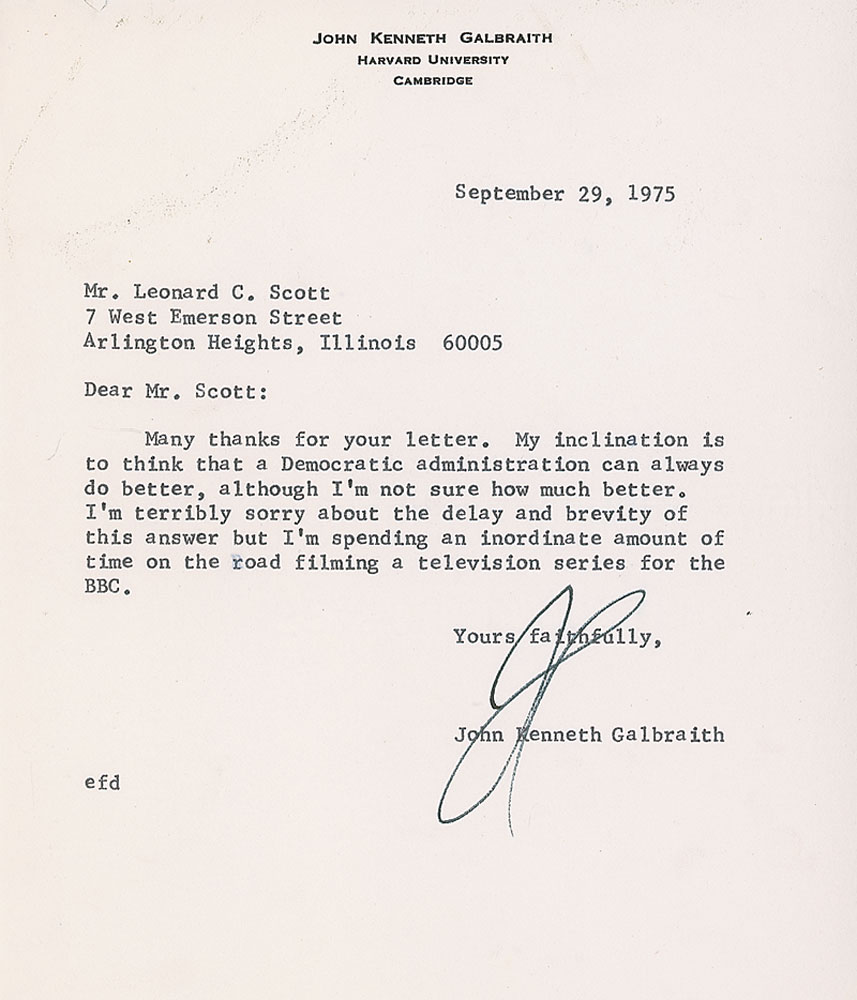 JOHN KENNETH GALBRAITH
HARVARD UNIVERSITY
CAMBRIDGE
September 29, 1975
Mr. Leonard C. Scott
7 West Emerson Street
Arlington Heights, Illinois 60005
Dear Mr. Scott:
Many thanks for your letter. My inclination is
to think that a Democratic administration can always
do better, although I'm not sure how much better.
I'm terribly sorry about the delay and brevity of
this answer but I'm spending an inordinate amount of
time on the road filming a television series for the
BBC.
Yours faithfully,
John Kenneth Galbraith
efd